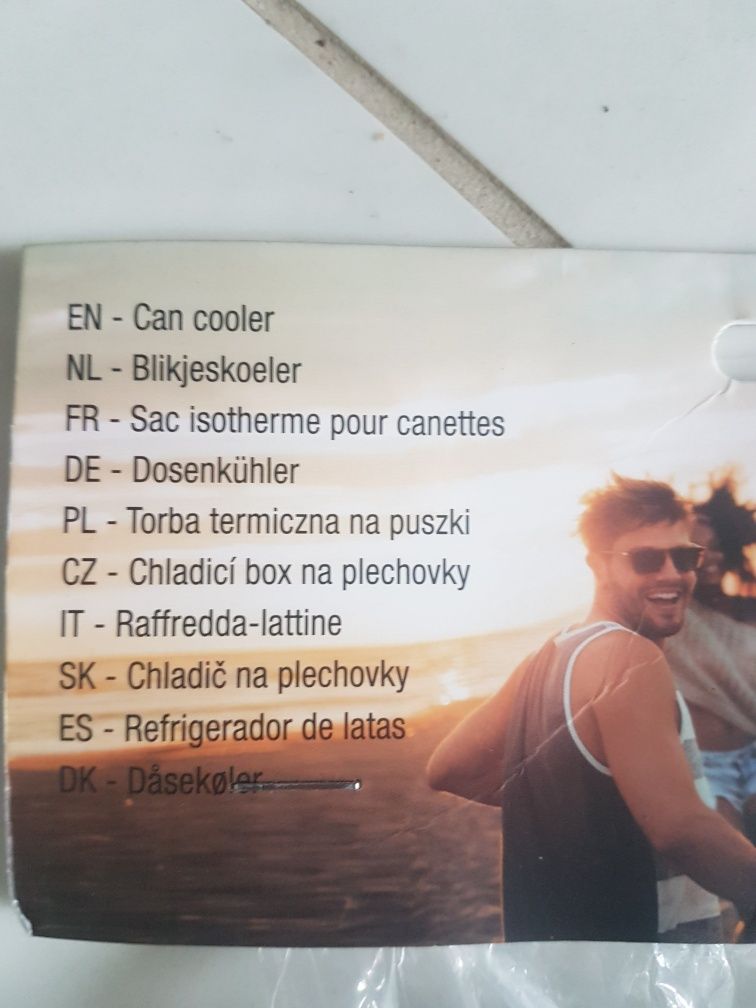 EN - Can cooler
NL - Blikjeskoeler
FR - Sac isotherme pour canettes
DE - Dosenkühler
PL - Torba termiczna na puszki
CZ - Chladicí box na plechovky
IT - Raffredda-lattine
SK - Chladič na plechovky
ES - Refrigerador de latas
DK - Dåsekøler